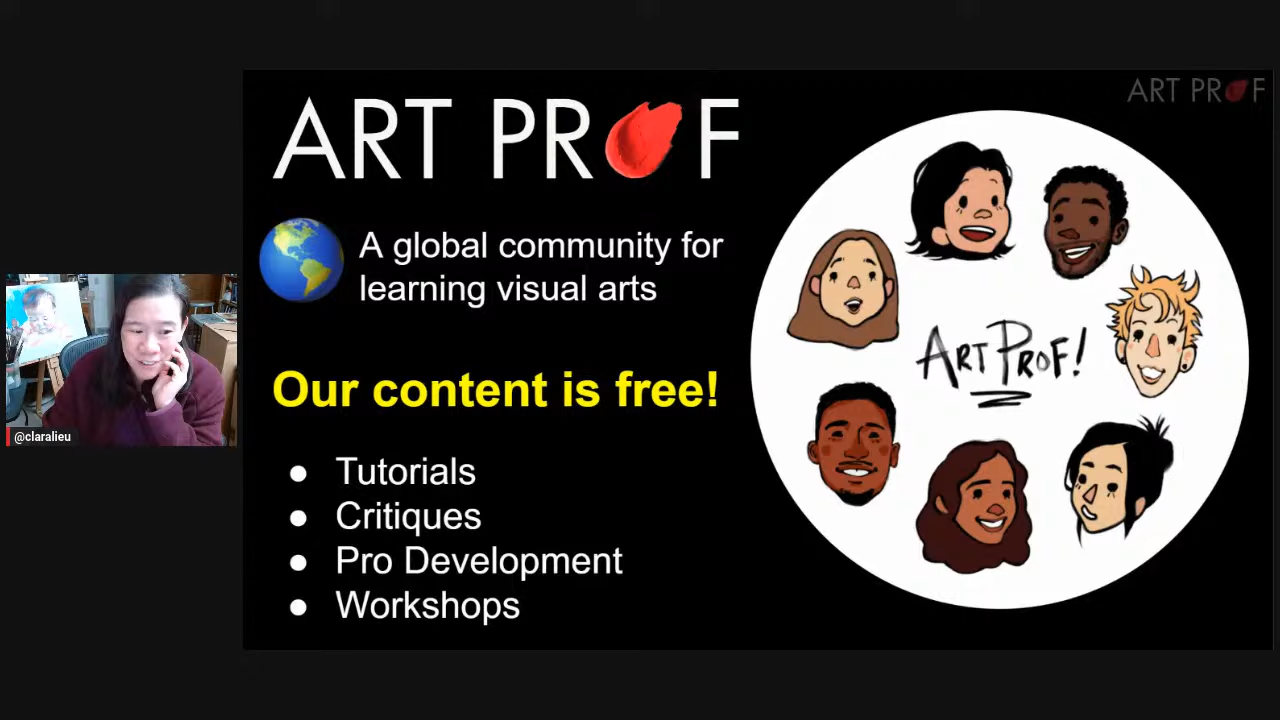 ART PROF
ART PROF
A global community for
learning visual arts
ART PROF!
Our content is free!
@claralieu
● Tutorials
● Critiques
● Pro Development
● Workshops